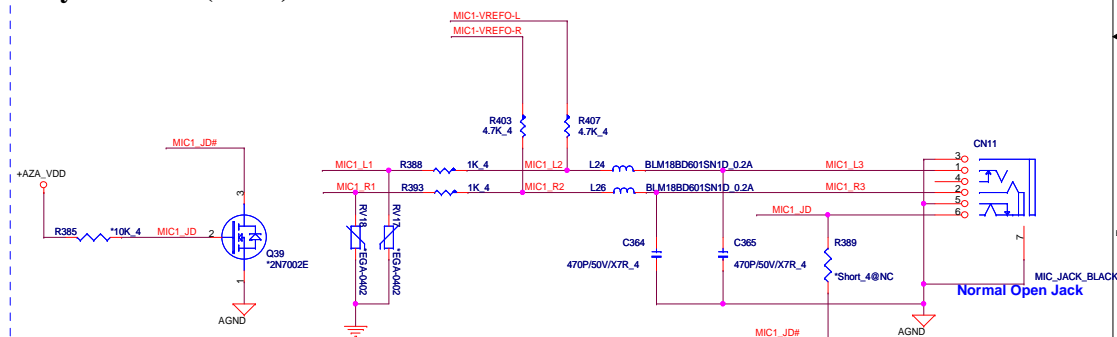 MIC1-VREFO-L
MIC1-VREFO-R
R403
4.7K_4
R407
4.7K_4
CN11
MIC1_JD#
+AZA_VDD
MIC1_L1
R388
1K_4
MIC1_L2
L24
BLM18BD601SN1D_0.2A
MIC1_L3
MIC1_R1
R393
1K_4
MIC1_R2
L26
BLM18BD601SN1D_0.2A
MIC1_R3
3
1
4
2
5
6
7
MIC1_JD
R385
*10K_4
MIC1_JD
2
3
1
Q39
*2N7002E
RV18
*EGA-0402
RV17
*EGA-0402
C364
470P/50V/X7R_4
C365
470P/50V/X7R_4
R389
*Short_4@NC
MIC_JACK_BLACK
Normal Open Jack
AGND
AGND
MIC1_JD#